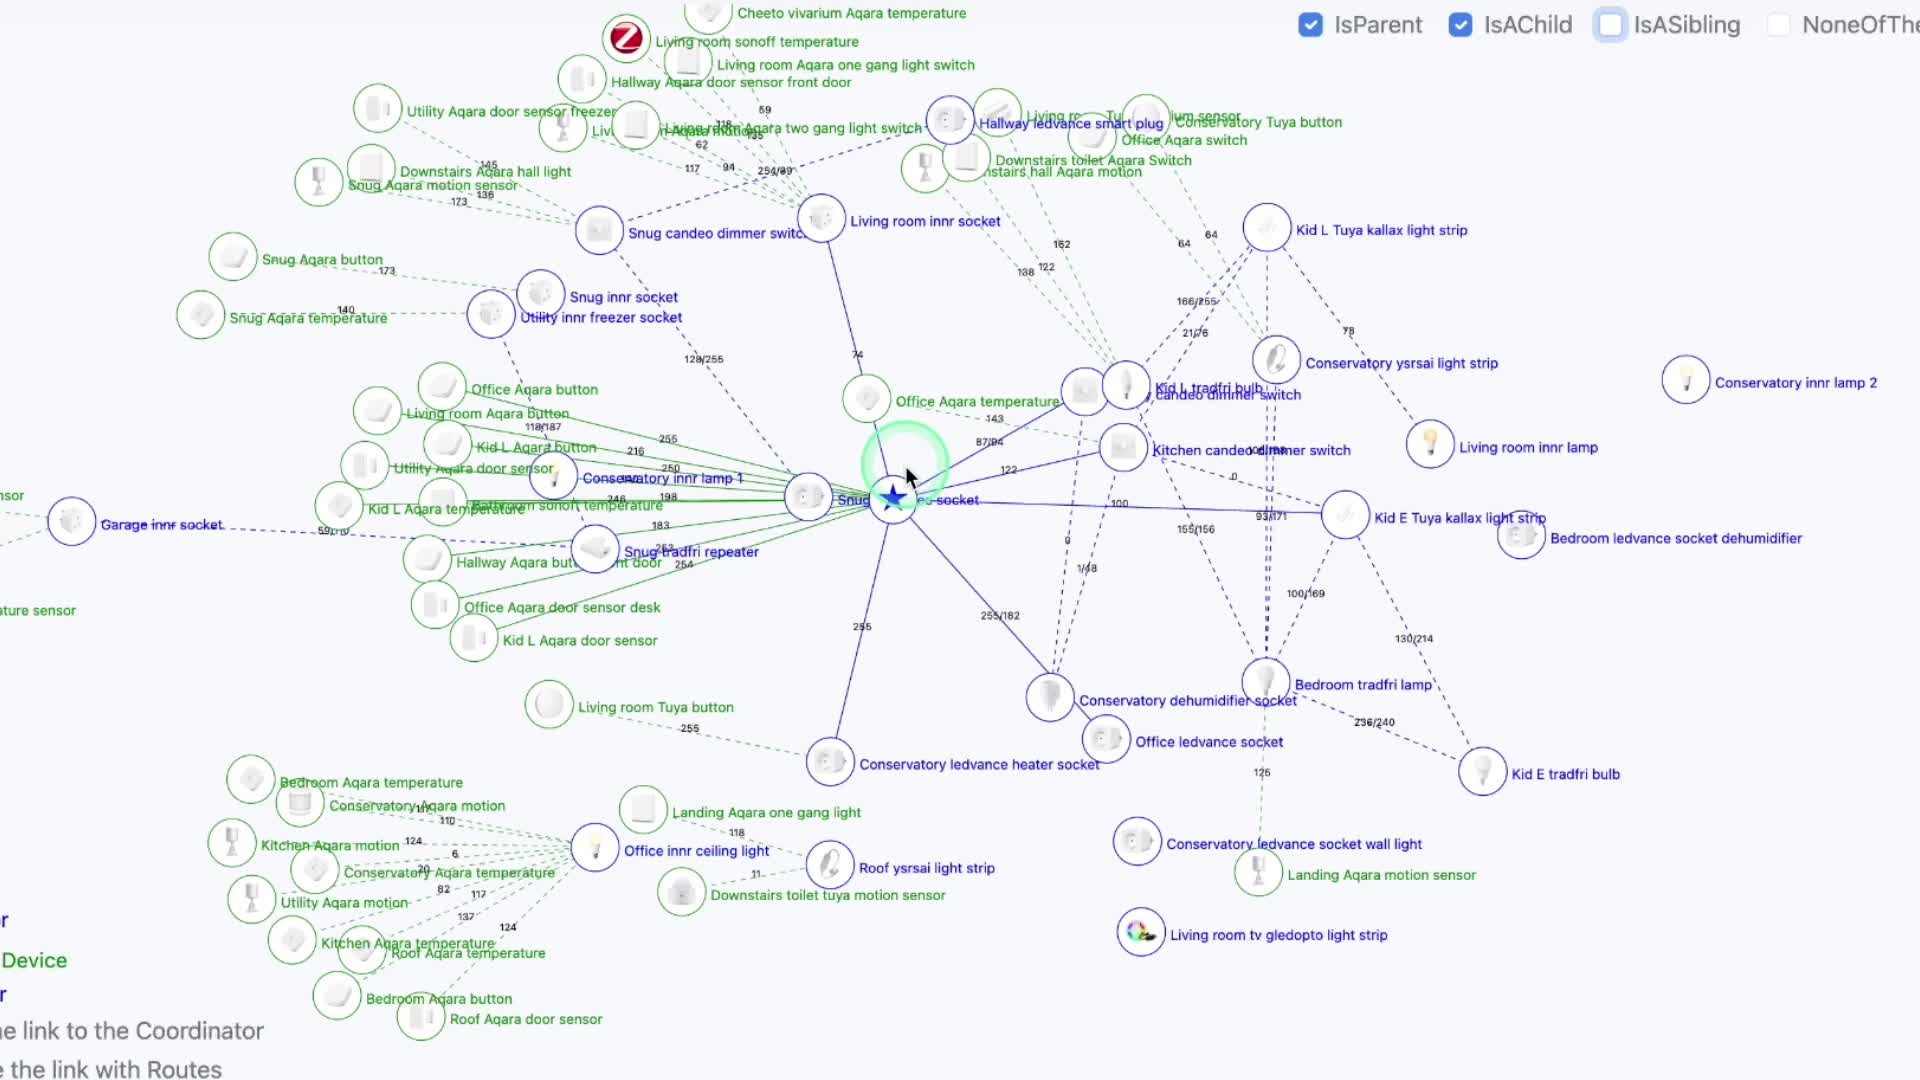 Cheeto vivarium Aqara temperature
IsParent
IsAChild
IsASibling
NoneOfThe
Living room sonoff temperature
Living room Aqara one gang light switch
Hallway Aqara door sensor front door
59
Utility Aqara door sensor freezer
Hallway ledvance smart plug
Conservatory Tuya button
Living room Aqara two gang light switch
Office Aqara switch
62
Downstairs toilet Aqara Switch
117
94
Downstairs Aqara hall light
145
Snug Aqara motion sensor
136
173
Living room innr socket
Kid L Tuya kallax light strip
Snug candeo dimmer switc
64
64
162
Snug Aqara button
173
138
122
Snug innr socket
166/255
Snug Aqara temperature
140
Utility innr freezer socket
21/76
78
74
128/255
Conservatory ysrsai light strip
Conservatory innr lamp 2
Office Aqara button
Kid L tradfri bulb
candeo dimmer switch
Office Aqara temperature
Living room Aqara button
143
118/187
255
87/94
Kid L Aqara button
216
Kitchen candeo dimmer switch
Living room innr lamp
Utility Aqara door sensor
250
122
Conservatory innr lamp 1
0
nsor
246
198
Snug
socket
100
Kid L Aqara temperature
Bathroom sonoff temperature
93/171
Kid E Tuya kallax light strip
Garage innr socket
183
155/156
Bedroom ledvance socket dehumidifier
Snug tradfri repeater
Hallway Aqara
nt door
254
1/48
100/169
Office Aqara door sensor desk
ature sensor
255
255/182
Kid L Aqara door sensor
130/214
Bedroom tradfri lamp
Conservatory dehumidifier socket
Living room Tuya button
255
236/240
Office ledvance socket
Conservatory ledvance heater socket
126
Kid E tradfri bulb
Bedroom Aqara temperature
Conservatory Aqara motion
110
Landing Aqara one gang light
118
Kitchen Aqara motion
124
6
Office innr ceiling light
Conservatory ledvance socket wall light
20
Conservatory Aqara temperature
11
Roof ysrsai light strip
Landing Aqara motion sensor
82
117
Utility Aqara motion
Downstairs toilet tuya motion sensor
137
124
r
Kitchen Aqara temperature
Roof Aqara temperature
Living room tv gledopto light strip
Device
r
Bedroom Aqara button
Roof Aqara door sensor
e link to the Coordinator
e the link with Routes